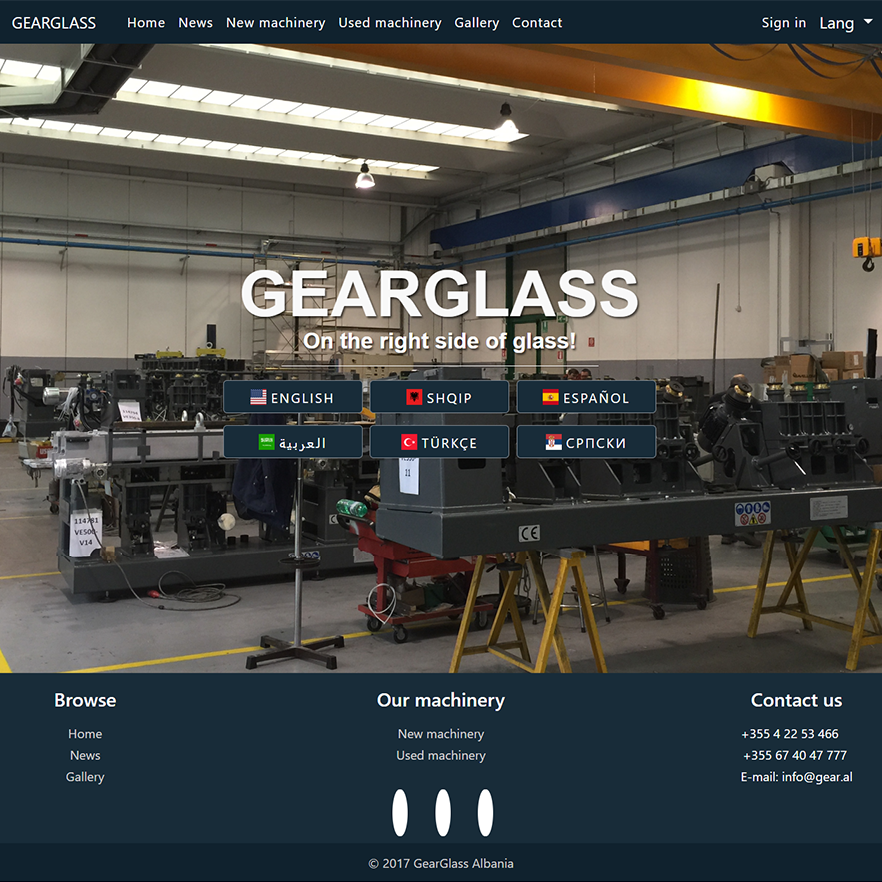 GEARGLASS Home News New machinery Used machinery Gallery Contact Sign in Lang
GEARGLASS
On the right side of glass!
ENGLISH SHQIP ESPAÑOL
العربية TÜRKÇE СРПСКИ
11
114781
VE500
V14
CE
Browse Our machinery Contact us
Home New machinery +355 4 22 53 466
News Used machinery +355 67 40 47 777
Gallery E-mail: info@gear.al
© 2017 GearGlass Albania